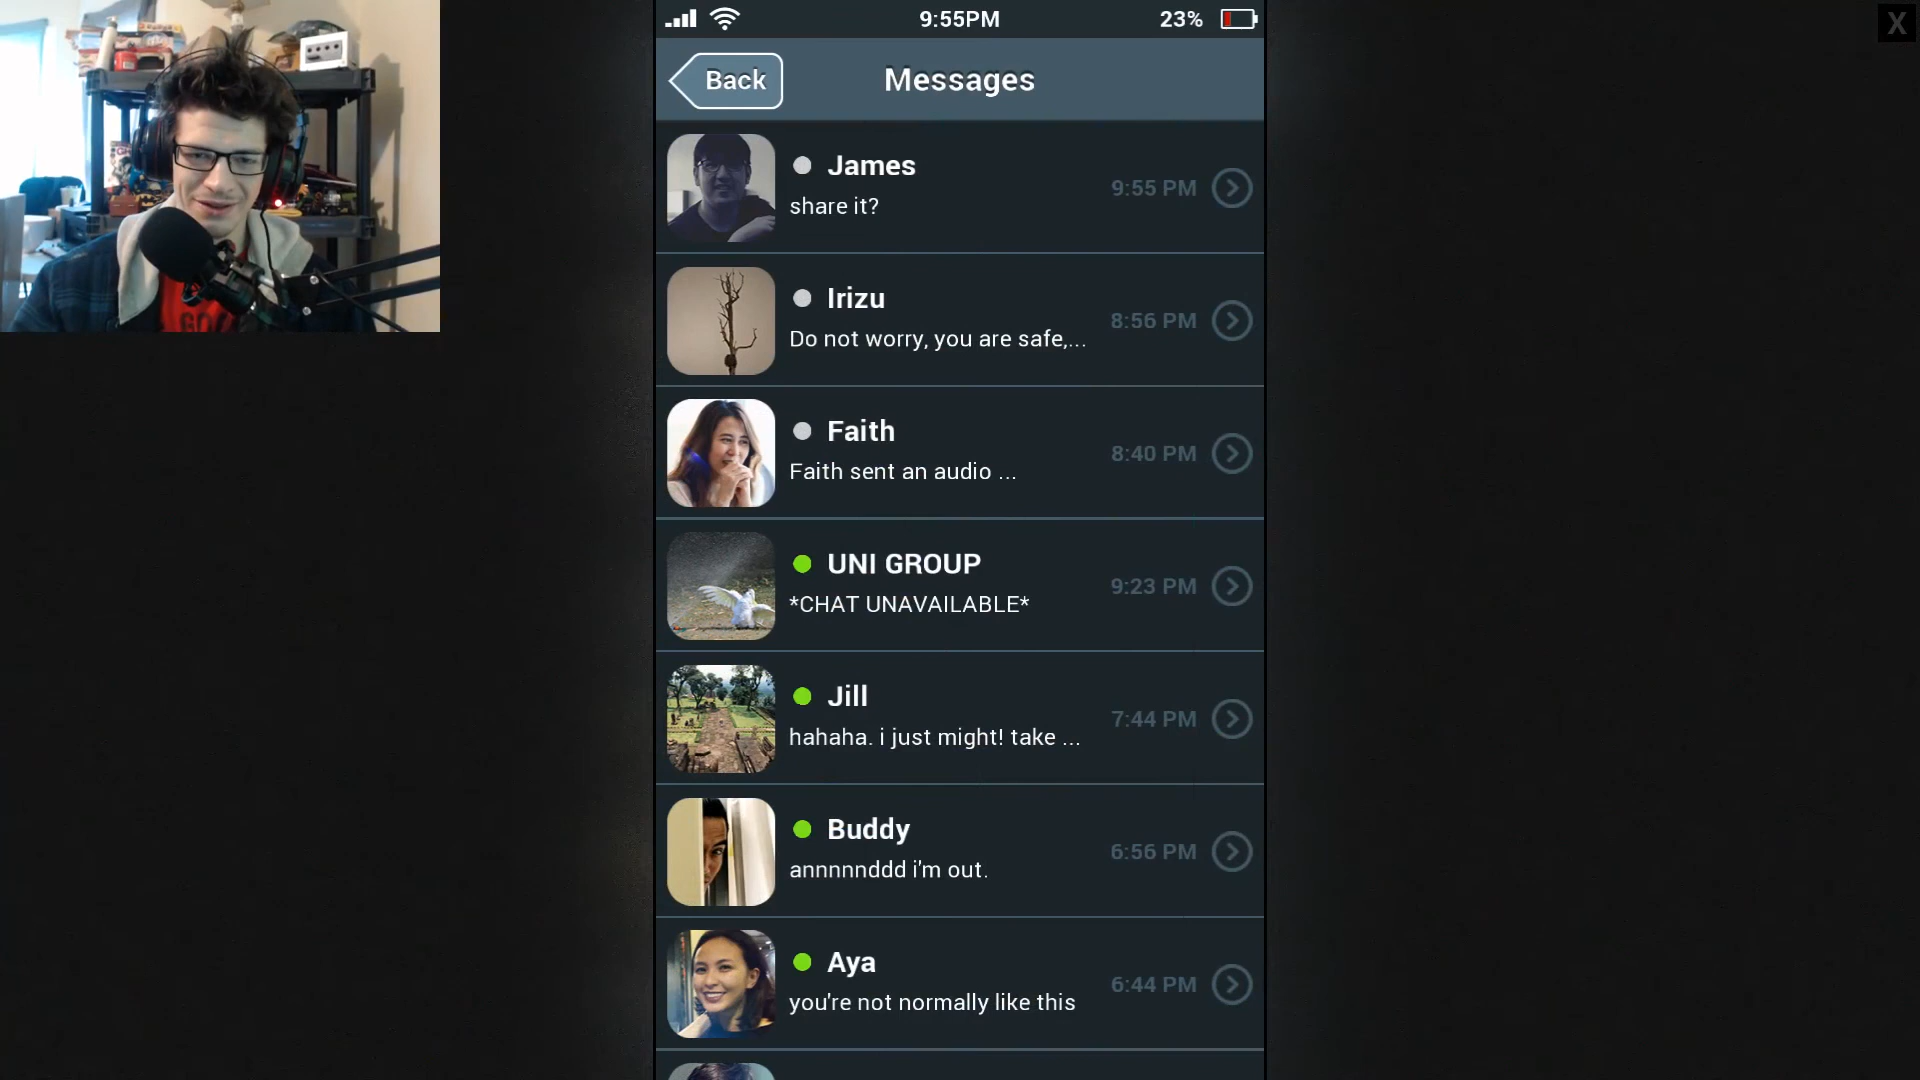 9:55PM
23%
X
Back
Messages
James
share it?
9:55 PM
Irizu
Do not worry, you are safe,...
8:56 PM
Faith
Faith sent an audio ...
8:40 PM
UNI GROUP
*CHAT UNAVAILABLE*
9:23 PM
Jill
hahaha. i just might! take ...
7:44 PM
Buddy
annnnnddd i'm out.
6:56 PM
Aya
you're not normally like this
6:44 PM